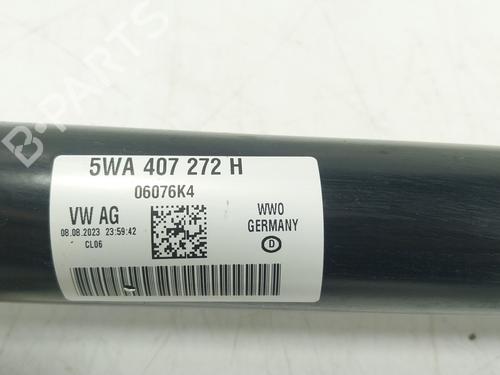 B-PARTS
5WA 407 272 H
06076K4
VW AG
08.08.2023 23:59:42
CL06
WWO
GERMANY
D